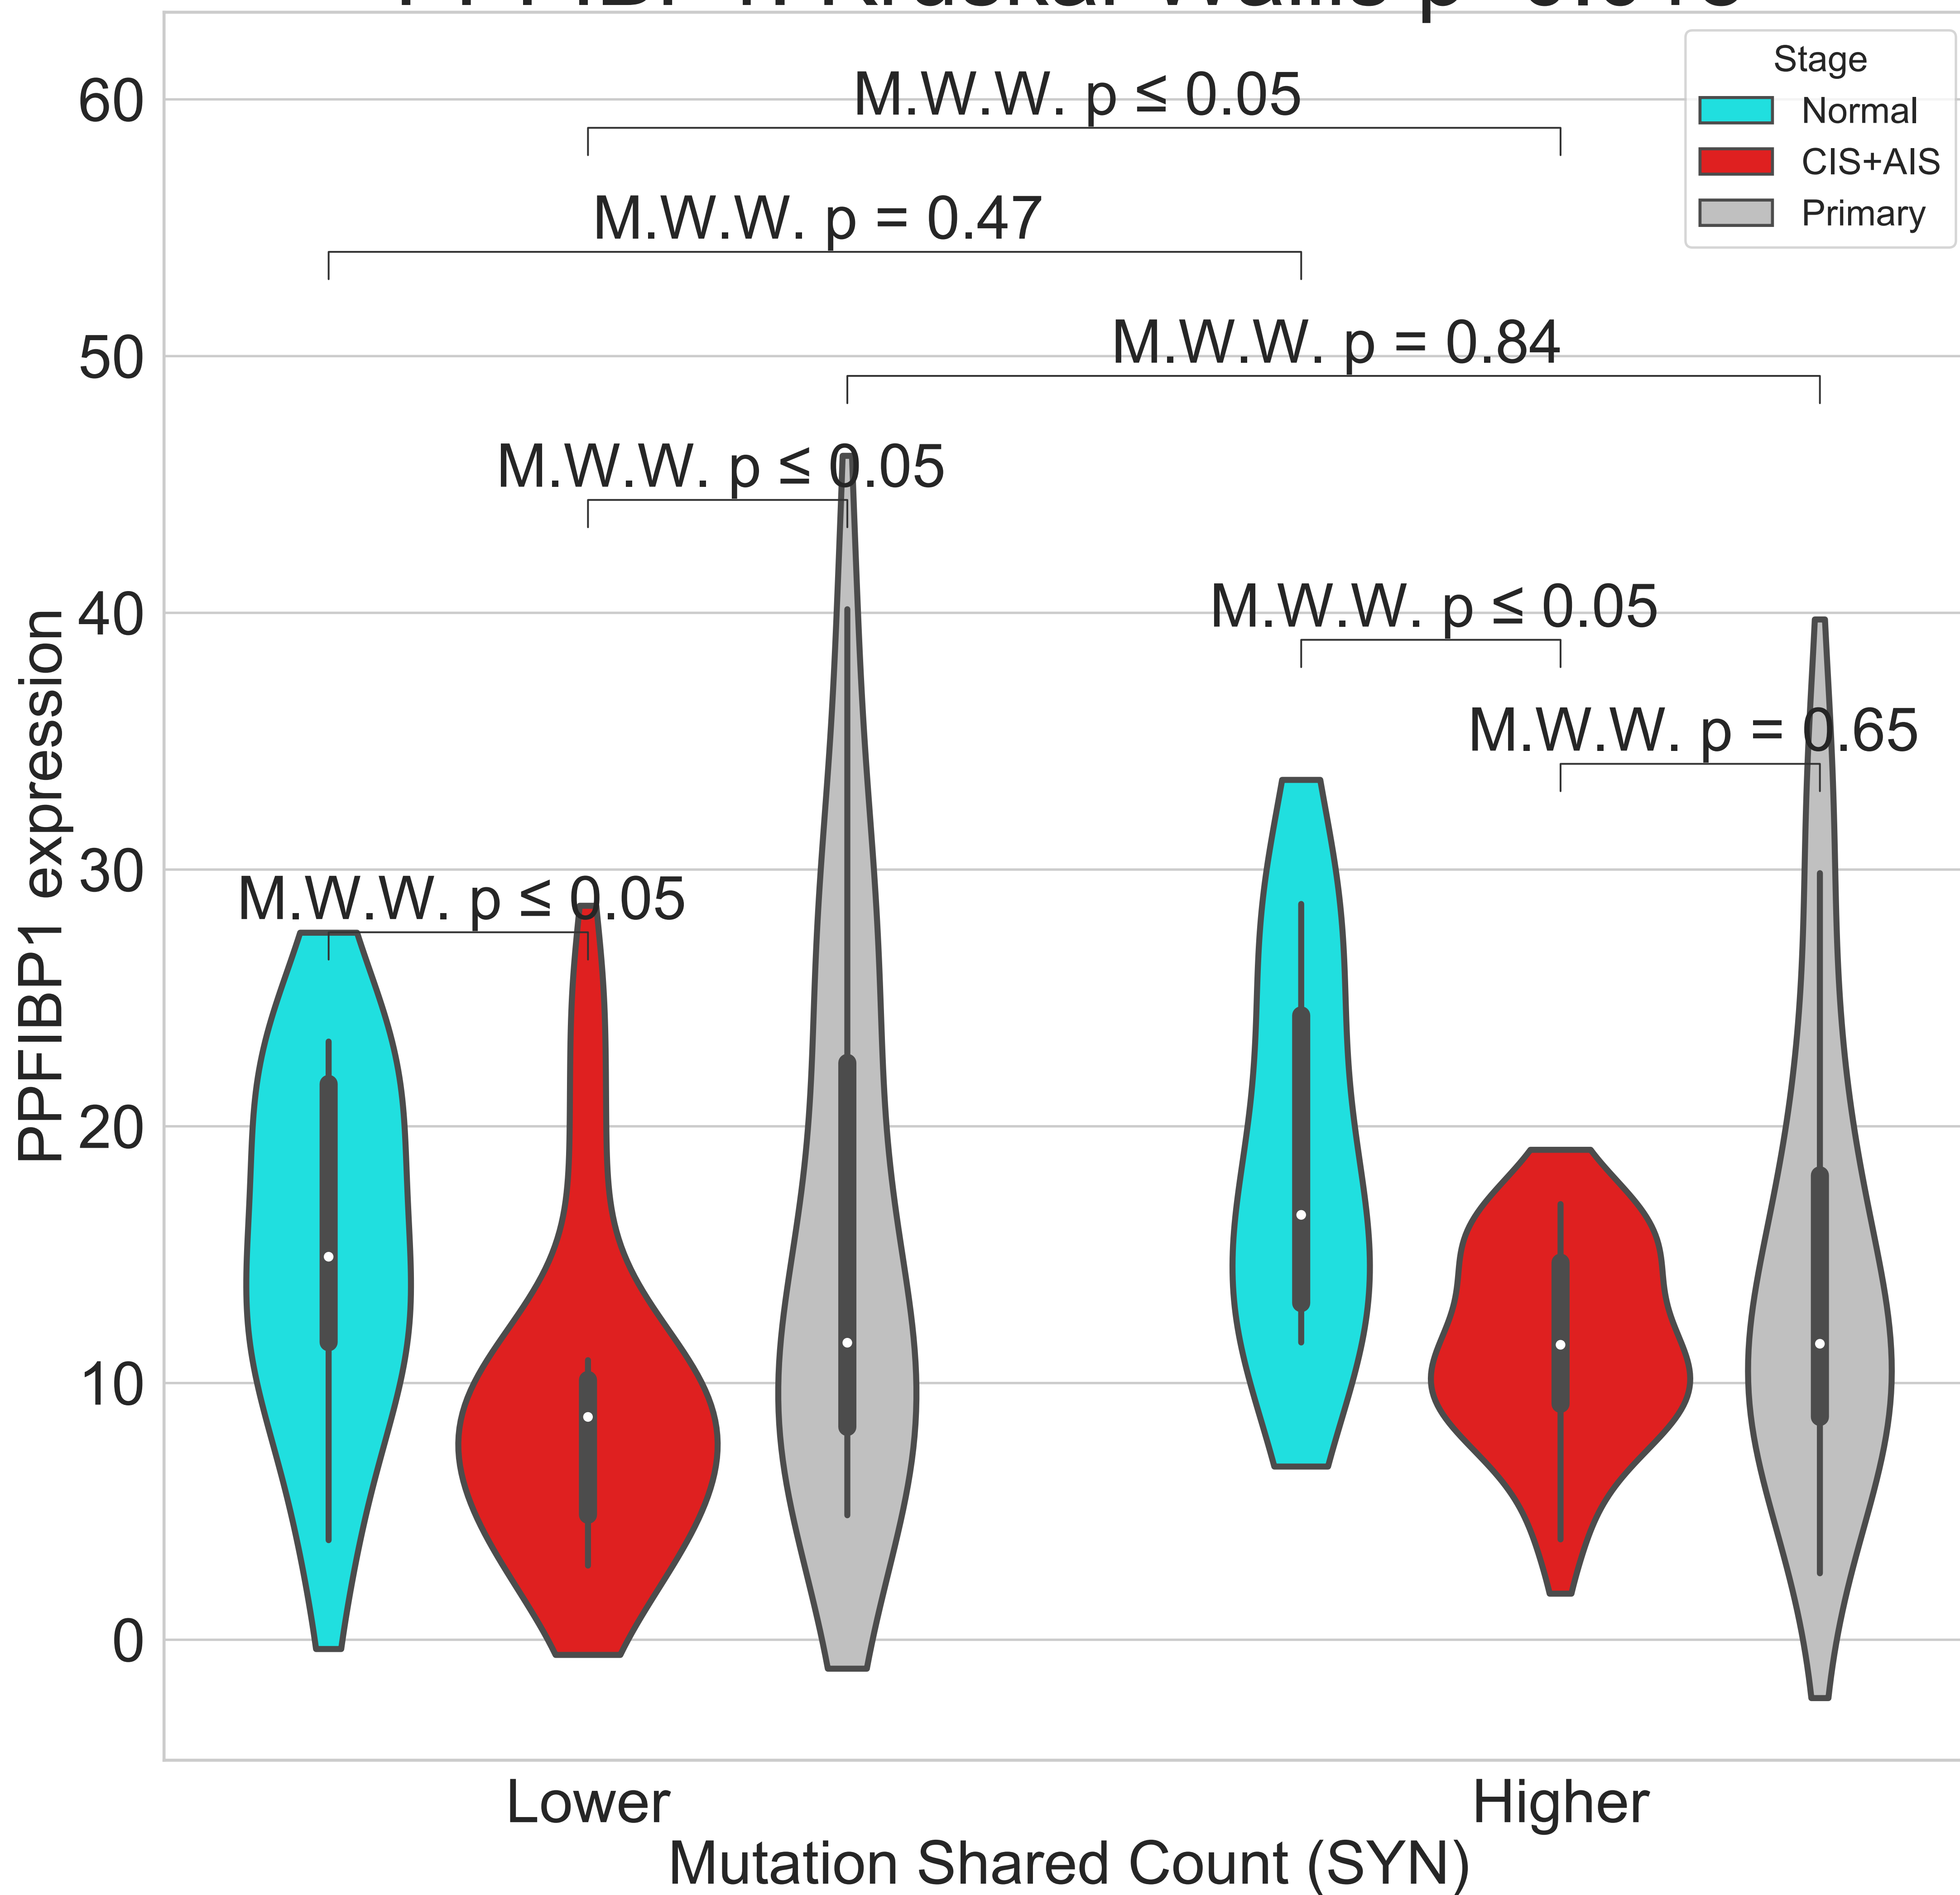 Stage
Normal
CIS+AIS
Primary
M.W.W. p ≤ 0.05
M.W.W. p = 0.47
M.W.W. p = 0.84
M.W.W. p ≤ 0.05
M.W.W. p ≤ 0.05
M.W.W. p = 0.65
M.W.W. p ≤ 0.05
60
50
40
30
20
10
0
PPFIBP1 expression
Lower
Higher
Mutation Shared Count (SYN)